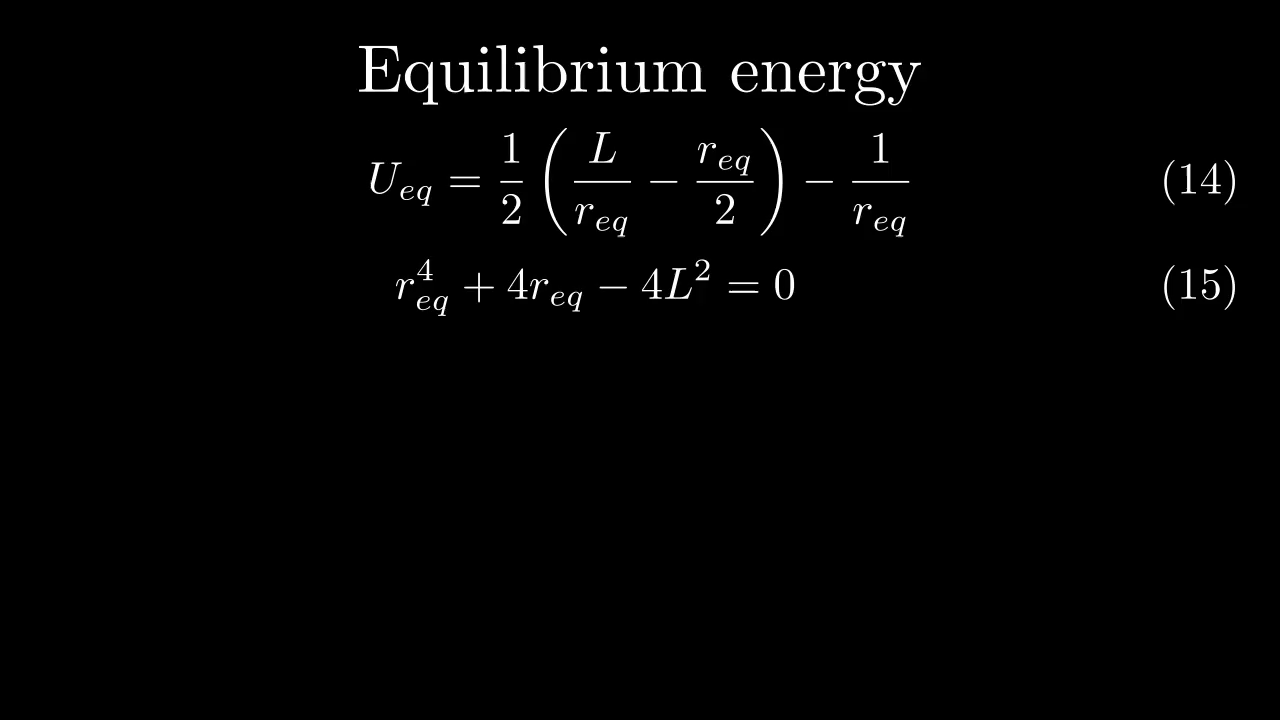 Equilibrium energy
$U_{eq} = \frac{1}{2} \left( \frac{L}{r_{eq}} - \frac{r_{eq}}{2} \right) - \frac{1}{r_{eq}}$ (14)
$r_{eq}^4 + 4r_{eq} - 4L^2 = 0$ (15)